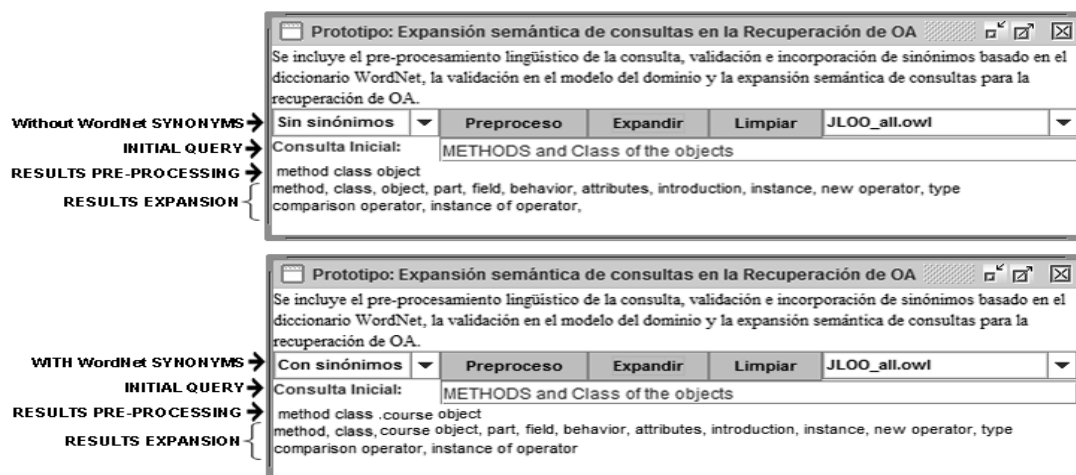 Prototipo: Expansión semántica de consultas en la Recuperación de OA
Se incluye el pre-procesamiento lingüístico de la consulta, validación e incorporación de sinónimos basado en el
diccionario WordNet, la validación en el modelo del dominio y la expansión semántica de consultas para la
recuperación de OA.
Without WordNet SYNONYMS Sin sinónimos Preproceso Expandir Limpiar JLOO_all.owl
INITIAL QUERY Consulta Inicial: METHODS and Class of the objects
RESULTS PRE-PROCESSING method class object
method, class, object, part, field, behavior, attributes, introduction, instance, new operator, type
RESULTS EXPANSION comparison operator, instance of operator,
Prototipo: Expansión semántica de consultas en la Recuperación de OA
Se incluye el pre-procesamiento lingüístico de la consulta, validación e incorporación de sinónimos basado en el
diccionario WordNet, la validación en el modelo del dominio y la expansión semántica de consultas para la
recuperación de OA.
WITH WordNet SYNONYMS Con sinónimos Preproceso Expandir Limpiar JLOO_all.owl
INITIAL QUERY Consulta Inicial: METHODS and Class of the objects
RESULTS PRE-PROCESSING method class .course object
method, class, course object, part, field, behavior, attributes, introduction, instance, new operator, type
RESULTS EXPANSION comparison operator, instance of operator